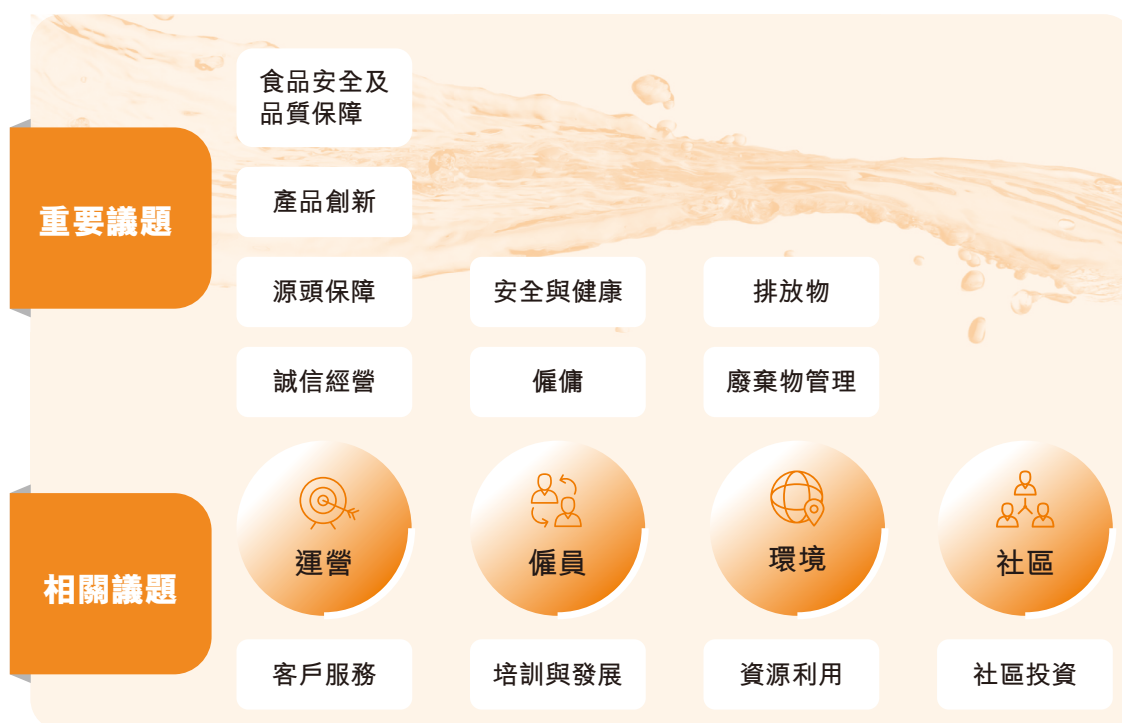 食品安全及
品質保障
重要議題
產品創新
源頭保障
安全與健康
排放物
誠信經營
僱傭
廢棄物管理
運營
僱員
環境
社區
相關議題
客戶服務
培訓與發展
資源利用
社區投資